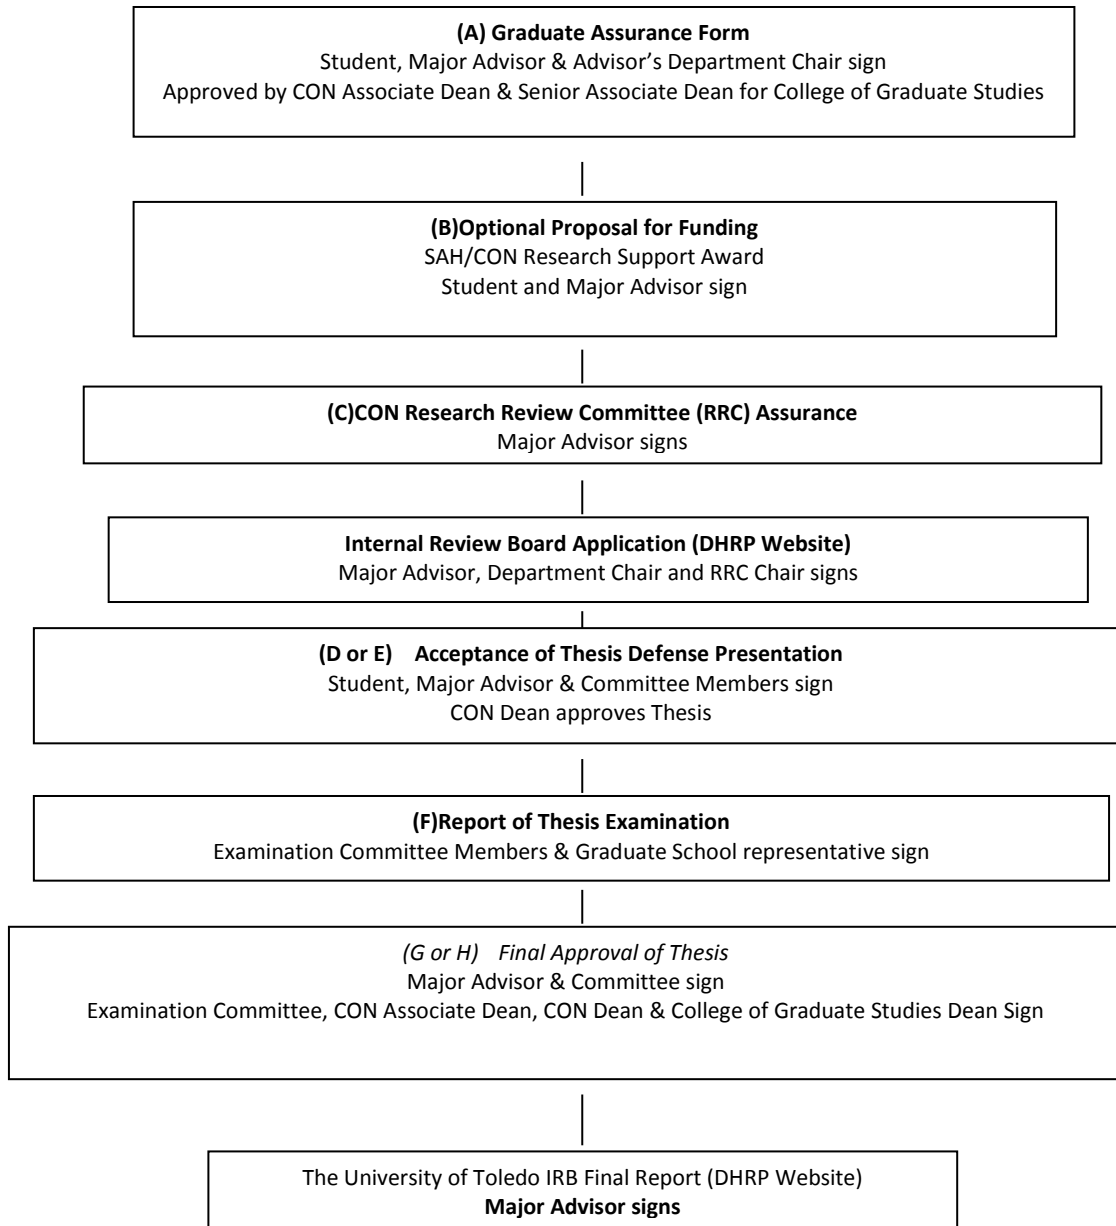 (A) Graduate Assurance Form
Student, Major Advisor & Advisor’s Department Chair sign
Approved by CON Associate Dean & Senior Associate Dean for College of Graduate Studies
(B)Optional Proposal for Funding
SAH/CON Research Support Award
Student and Major Advisor sign
(C)CON Research Review Committee (RRC) Assurance
Major Advisor signs
Internal Review Board Application (DHRP Website)
Major Advisor, Department Chair and RRC Chair signs
(D or E) Acceptance of Thesis Defense Presentation
Student, Major Advisor & Committee Members sign
CON Dean approves Thesis
(F)Report of Thesis Examination
Examination Committee Members & Graduate School representative sign
(G or H) Final Approval of Thesis
Major Advisor & Committee sign
Examination Committee, CON Associate Dean, CON Dean & College of Graduate Studies Dean Sign
The University of Toledo IRB Final Report (DHRP Website)
Major Advisor signs